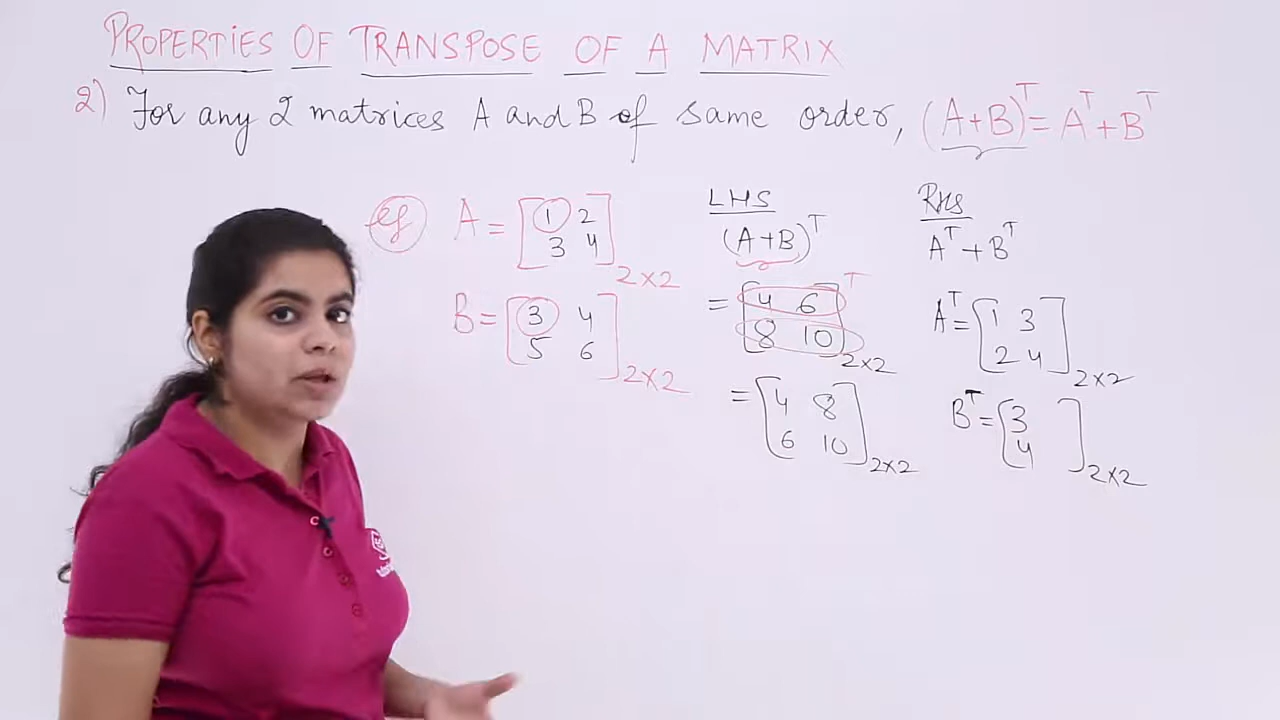 PROPERTIES OF TRANSPOSE OF A MATRIX
2) For any 2 matrices A and B of same order, (A+B)ᵀ = Aᵀ + Bᵀ
eg A = [1 2
3 4] 2×2
B = [3 4
5 6] 2×2
LHS
(A+B)ᵀ
= [4 6
8 10]ᵀ 2×2
= [4 8
6 10] 2×2
RHS
Aᵀ + Bᵀ
Aᵀ = [1 3
2 4] 2×2
Bᵀ = [3
4 ] 2×2